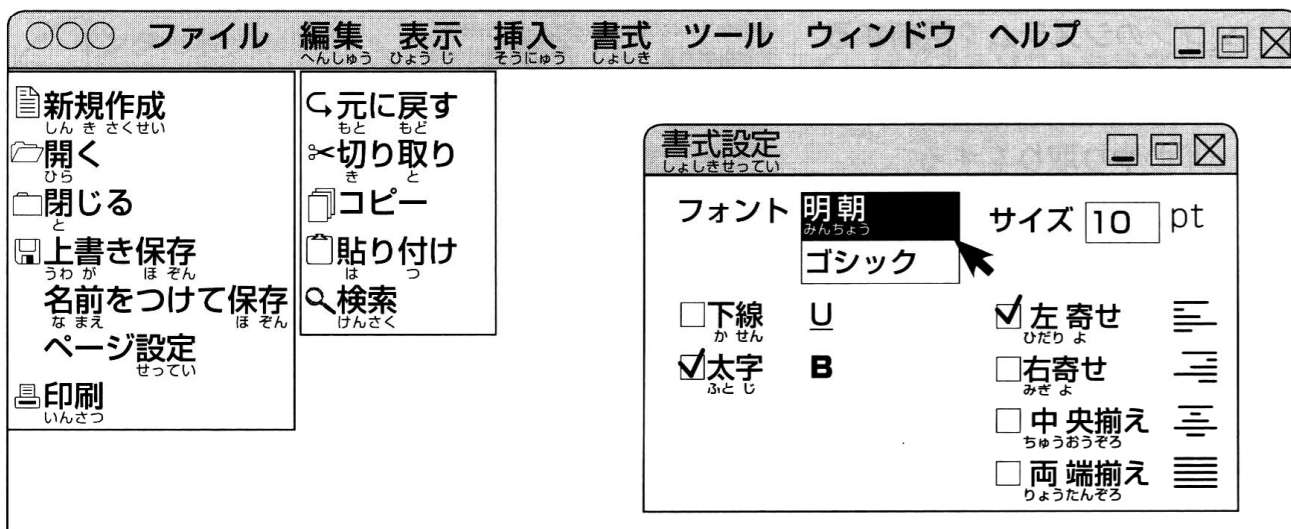 ○○○ ファイル 編集 表示 挿入 書式 ツール ウィンドウ ヘルプ
へんしゅう ひょう じ そうにゅう しょしき
新規作成
しん き さくせい
開く
ひら
閉じる
と
上書き保存
うわ が ほ ぞん
名前をつけて保存
な まえ ほ ぞん
ページ設定
せってい
印刷
いんさつ
元に戻す
もと もど
切り取り
き と
コピー
貼り付け
は つ
検索
けんさく
書式設定
しょしきせってい
フォント 明朝 サイズ 10 pt
みんちょう
ゴシック
下線 U
か せん
太字 B
ふと じ
左寄せ
ひだり よ
右寄せ
みぎ よ
中央揃え
ちゅうおうぞろ
両端揃え
りょうたんぞろ